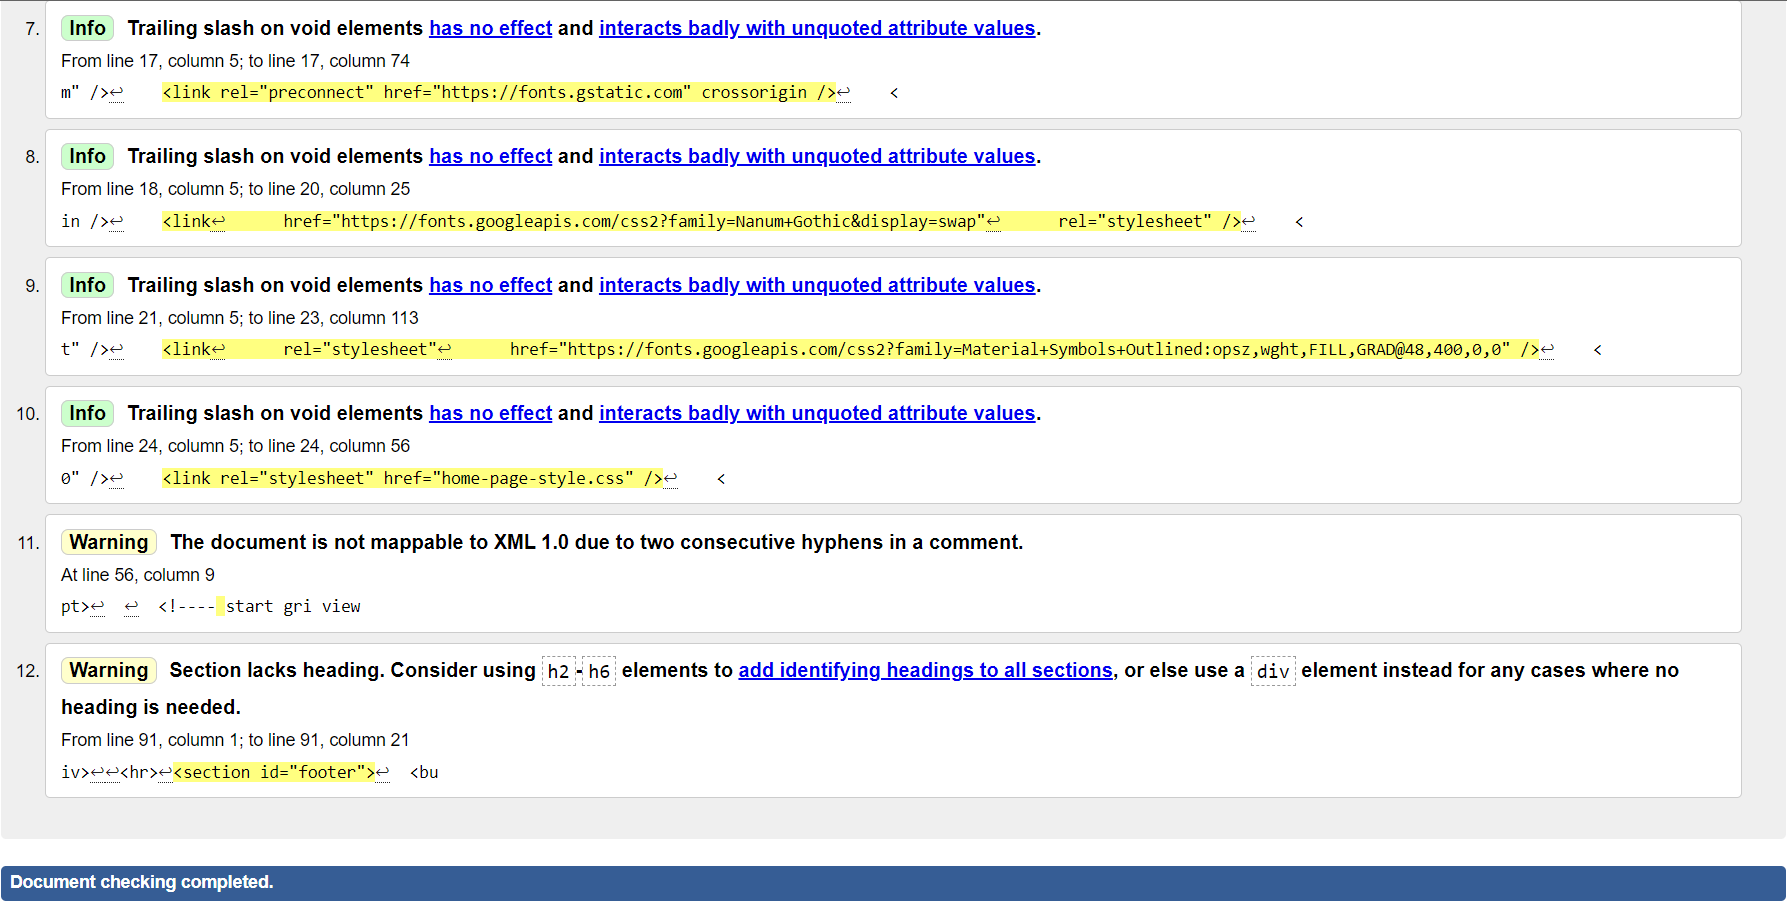 7. Info Trailing slash on void elements has no effect and interacts badly with unquoted attribute values.
From line 17, column 5; to line 17, column 74
m" />↩    <link rel="preconnect" href="https://fonts.gstatic.com" crossorigin />↩    <
8. Info Trailing slash on void elements has no effect and interacts badly with unquoted attribute values.
From line 18, column 5; to line 20, column 25
in />↩    <link↩      href="https://fonts.googleapis.com/css2?family=Nanum+Gothic&display=swap"↩      rel="stylesheet" />↩    <
9. Info Trailing slash on void elements has no effect and interacts badly with unquoted attribute values.
From line 21, column 5; to line 23, column 113
t" />↩    <link↩      rel="stylesheet"↩      href="https://fonts.googleapis.com/css2?family=Material+Symbols+Outlined:opsz,wght,FILL,GRAD@48,400,0,0" />↩    <
10. Info Trailing slash on void elements has no effect and interacts badly with unquoted attribute values.
From line 24, column 5; to line 24, column 56
0" />↩    <link rel="stylesheet" href="home-page-style.css" />↩    <
11. Warning The document is not mappable to XML 1.0 due to two consecutive hyphens in a comment.
At line 56, column 9
pt>↩  ↩  <!---- start gri view
12. Warning Section lacks heading. Consider using h2-h6 elements to add identifying headings to all sections, or else use a div element instead for any cases where no
heading is needed.
From line 91, column 1; to line 91, column 21
iv>↩↩<hr>↩<section id="footer">↩  <bu
Document checking completed.